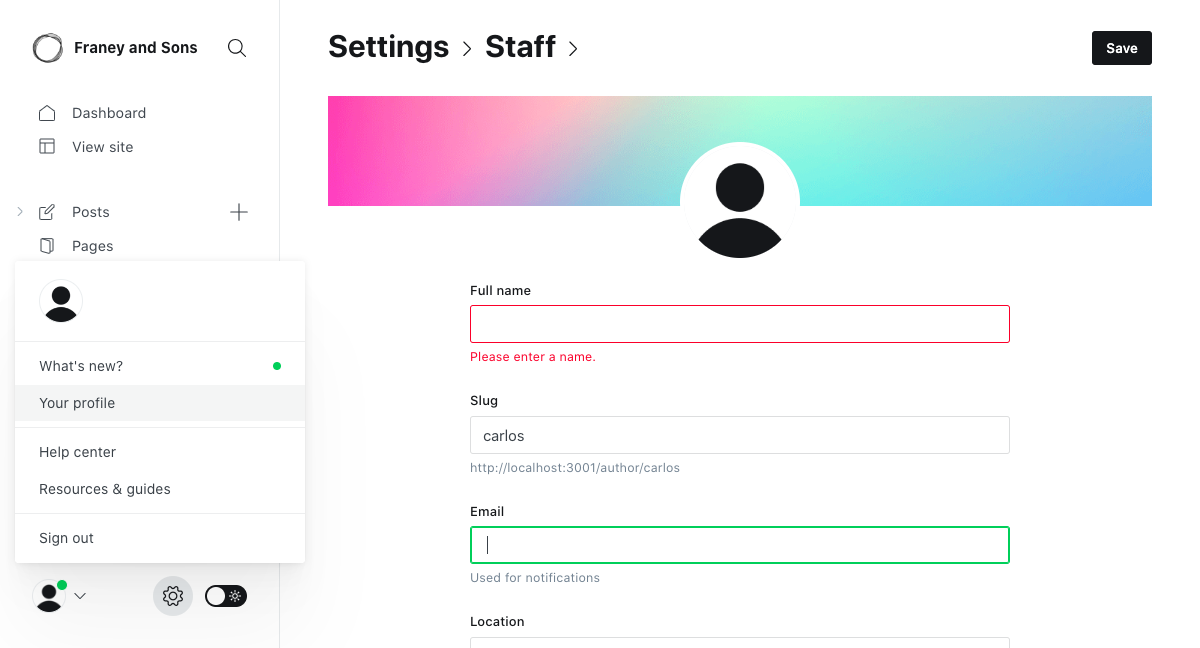 Franey and Sons
Dashboard
View site
Posts
Pages
What's new?
Your profile
Help center
Resources & guides
Sign out
Settings
Staff
Save
Full name
Please enter a name.
Slug
carlos
http://localhost:3001/author/carlos
Email
Used for notifications
Location